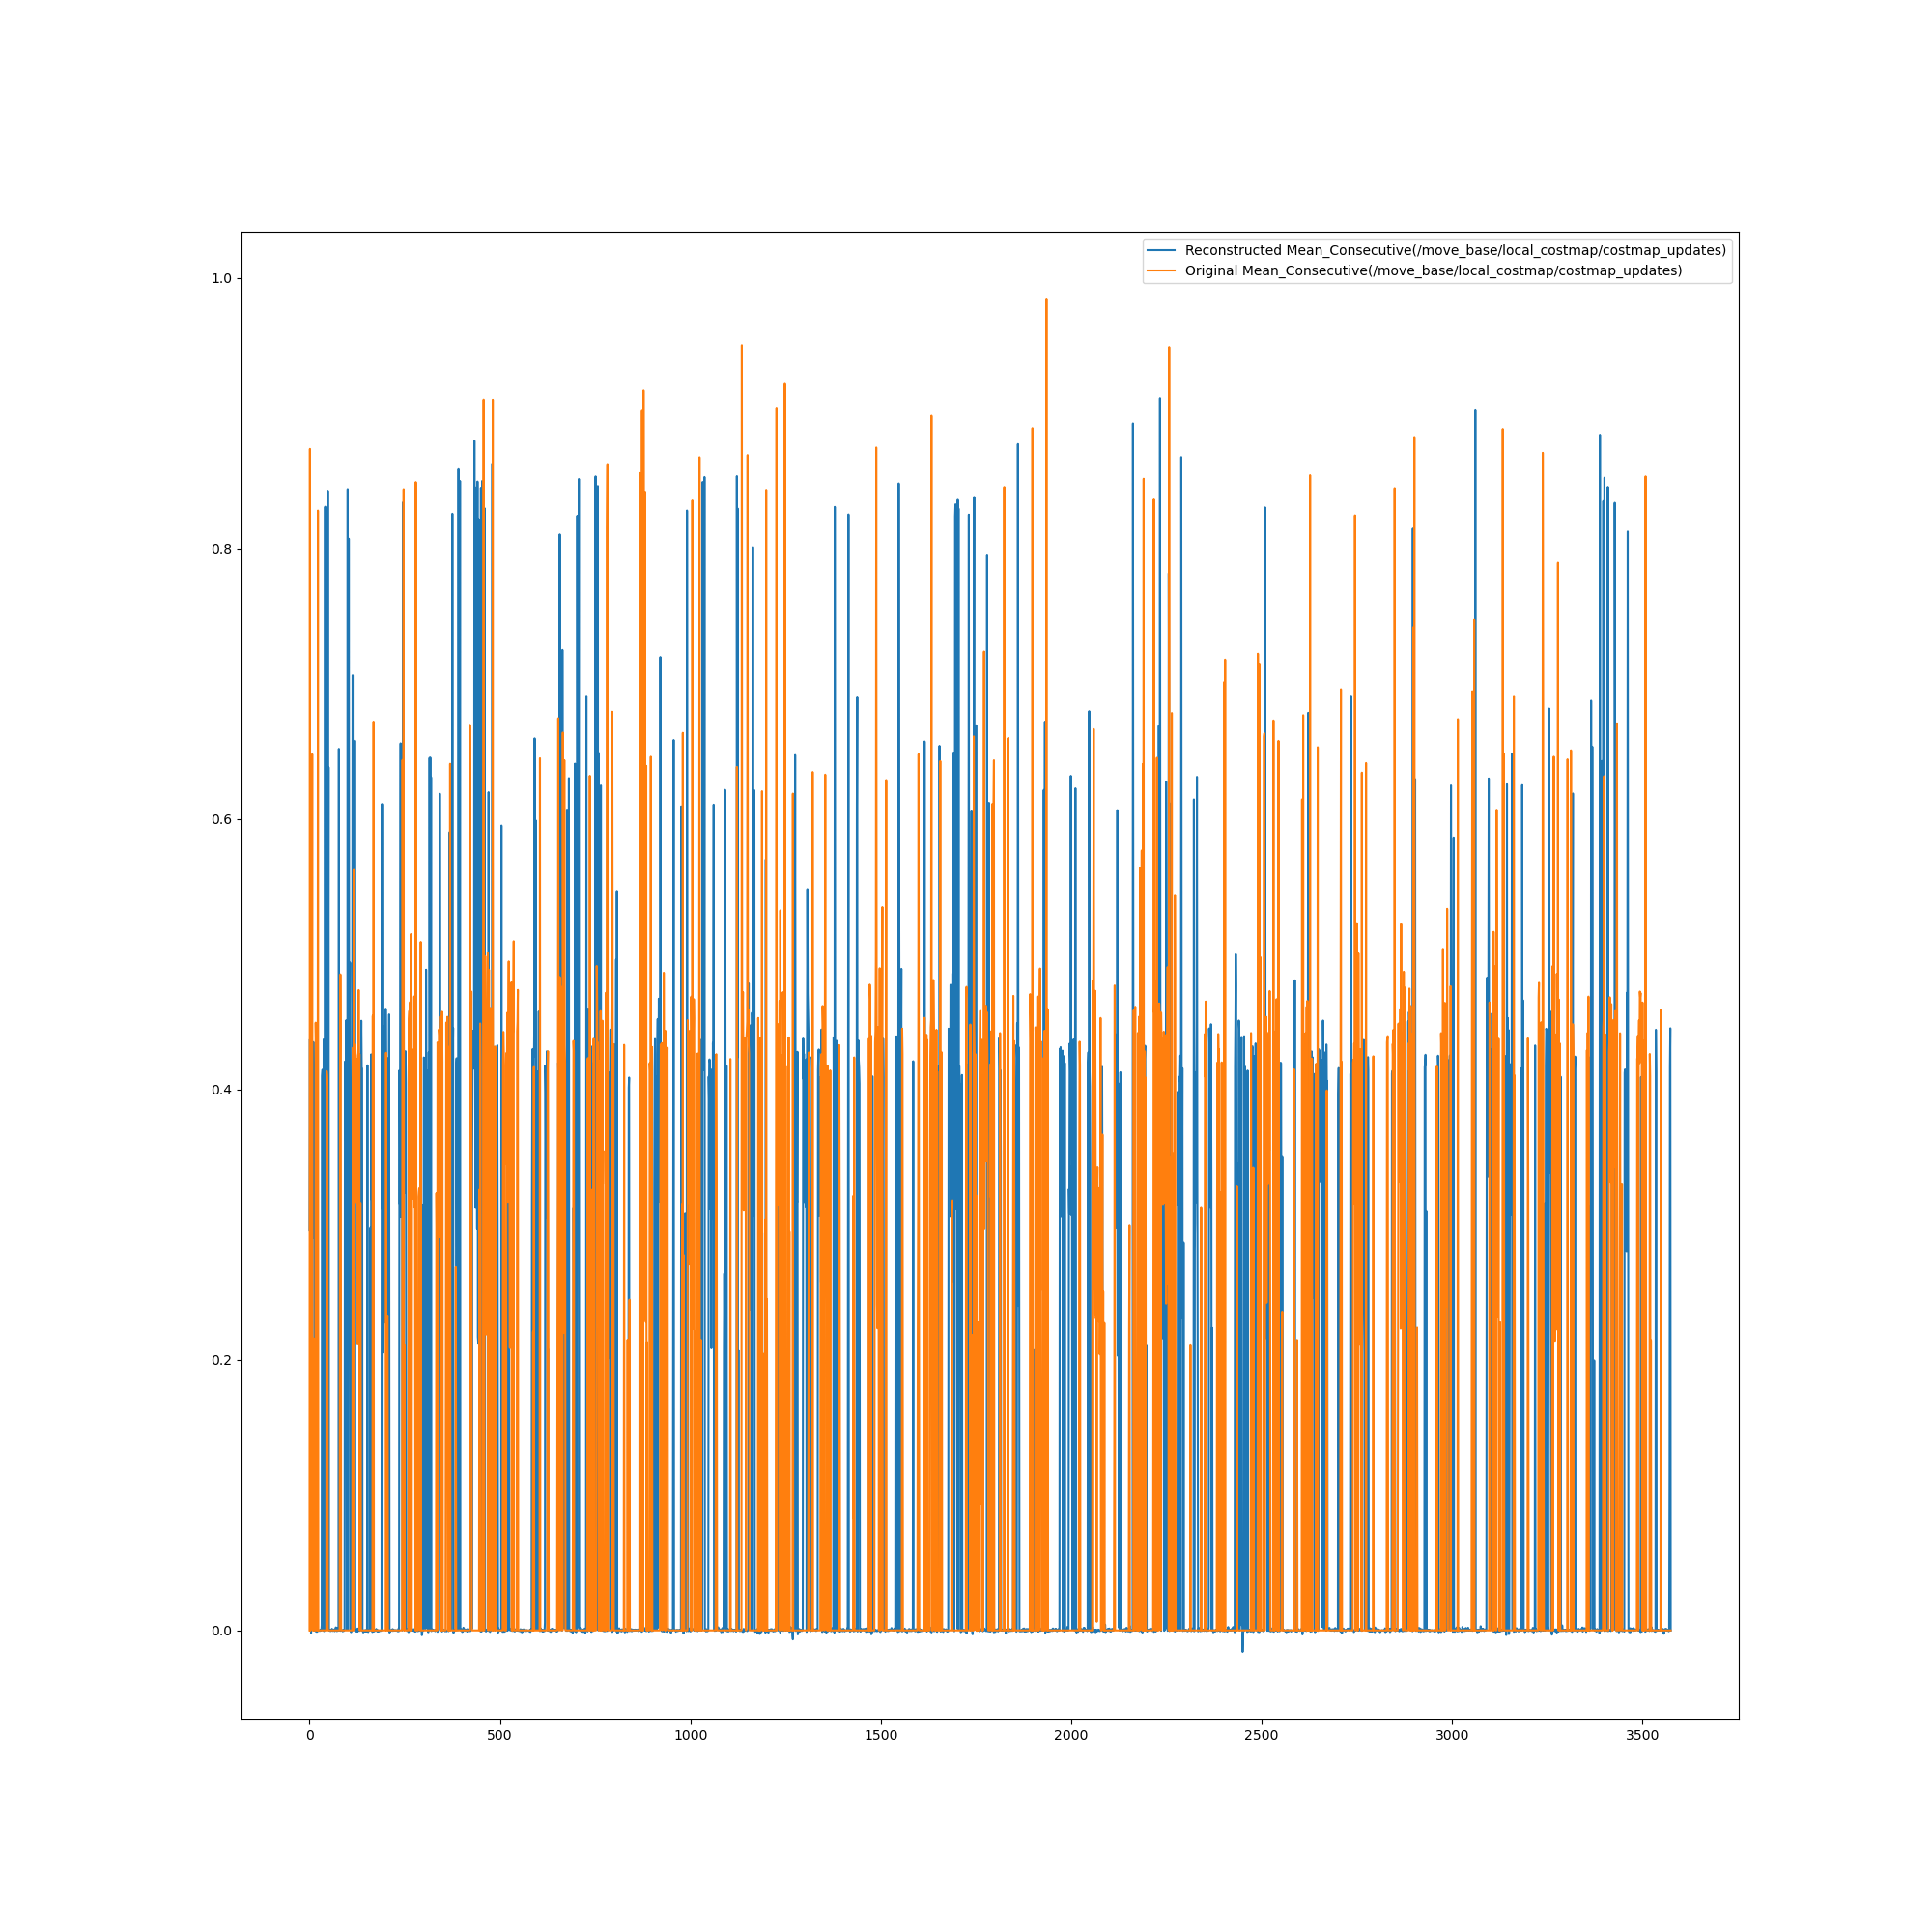 Reconstructed Mean_Consecutive(/move_base/local_costmap/costmap_updates)
Original Mean_Consecutive(/move_base/local_costmap/costmap_updates)
1.0
0.8
0.6
0.4
0.2
0.0
0 500 1000 1500 2000 2500 3000 3500